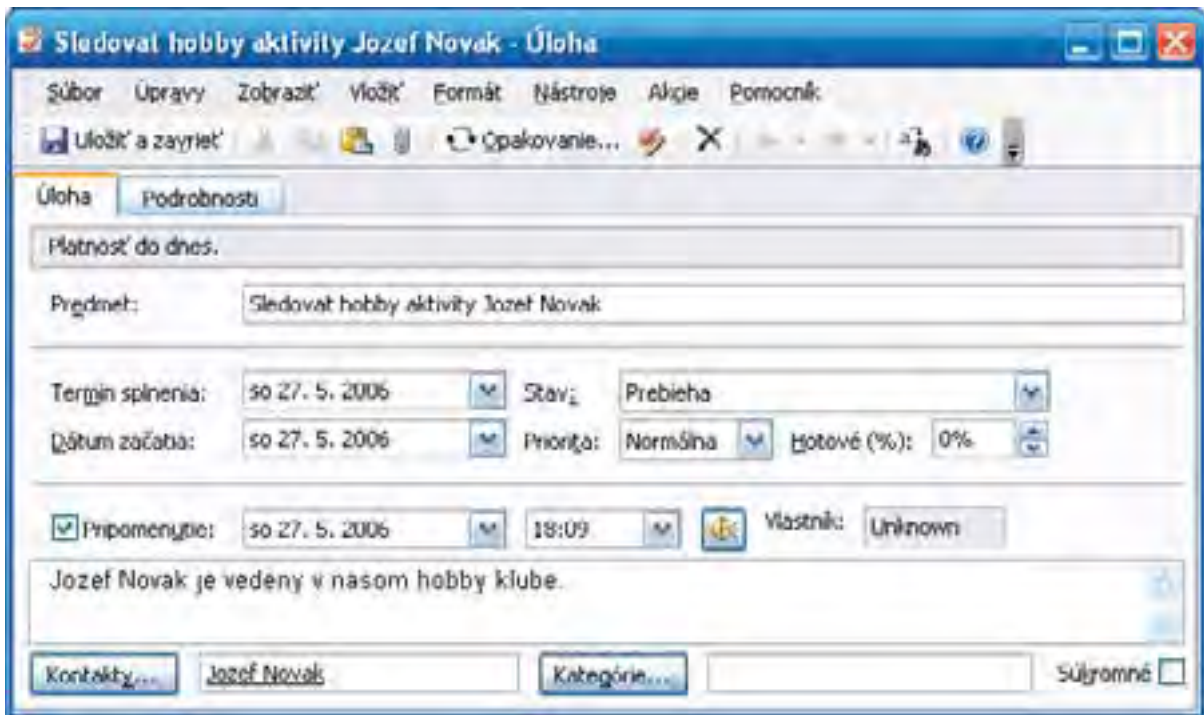 Sledovat hobby aktivity Jozef Novak - Úloha
Súbor Úpravy Zobraziť Vložiť Formát Nástroje Akcie Pomocník
Uložiť a zavrieť Opakovanie...
Úloha Podrobnosti
Platnosť do dnes.
Predmet: Sledovat hobby aktivity Jozef Novak
Termín splnenia: so 27. 5. 2006 Stav: Prebieha
Dátum začatia: so 27. 5. 2006 Priorita: Normálna Hotové (%): 0%
Pripomenutie: so 27. 5. 2006 18:09 Vlastník: Unknown
Jozef Novak je vedeny v nasom hobby klube.
Kontakty... Jozef Novak Kategórie... Súkromné